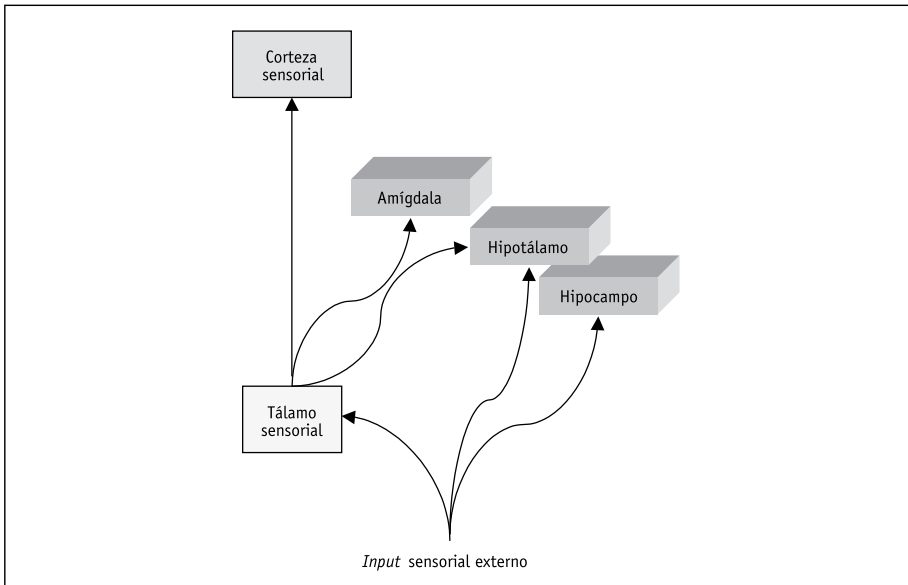 Corteza
sensorial
Amígdala
Hipotálamo
Hipocampo
Tálamo
sensorial
Input sensorial externo